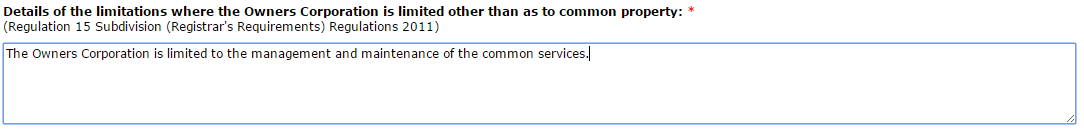 Details of the limitations where the Owners Corporation is limited other than as to common property: *
(Regulation 15 Subdivision (Registrar's Requirements) Regulations 2011)
The Owners Corporation is limited to the management and maintenance of the common services.